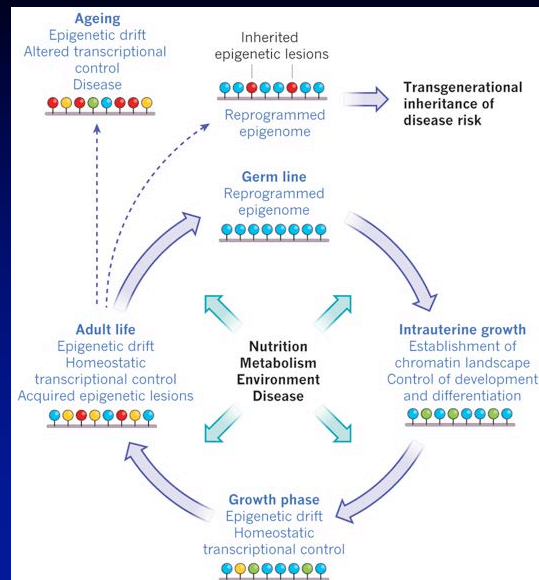 Ageing
Epigenetic drift
Altered transcriptional
control
Disease
Inherited
epigenetic lesions
Reprogrammed
epigenome
Transgenerational
inheritance of
disease risk
Germ line
Reprogrammed
epigenome
Adult life
Epigenetic drift
Homeostatic
transcriptional control
Acquired epigenetic lesions
Nutrition
Metabolism
Environment
Disease
Intrauterine growth
Establishment of
chromatin landscape
Control of development
and differentiation
Growth phase
Epigenetic drift
Homeostatic
transcriptional control